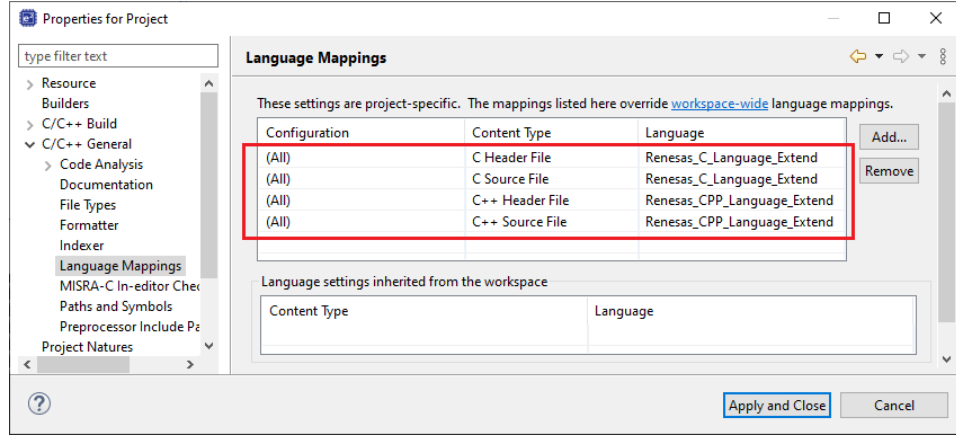 Properties for Project
type filter text
Resource
Builders
C/C++ Build
C/C++ General
Code Analysis
Documentation
File Types
Formatter
Indexer
Language Mappings
MISRA-C In-editor Chec
Paths and Symbols
Preprocessor Include Pa
Project Natures
Language Mappings
These settings are project-specific. The mappings listed here override workspace-wide language mappings.
Configuration Content Type Language
(All) C Header File Renesas_C_Language_Extend
(All) C Source File Renesas_C_Language_Extend
(All) C++ Header File Renesas_CPP_Language_Extend
(All) C++ Source File Renesas_CPP_Language_Extend
Add...
Remove
Language settings inherited from the workspace
Content Type Language
Apply and Close Cancel